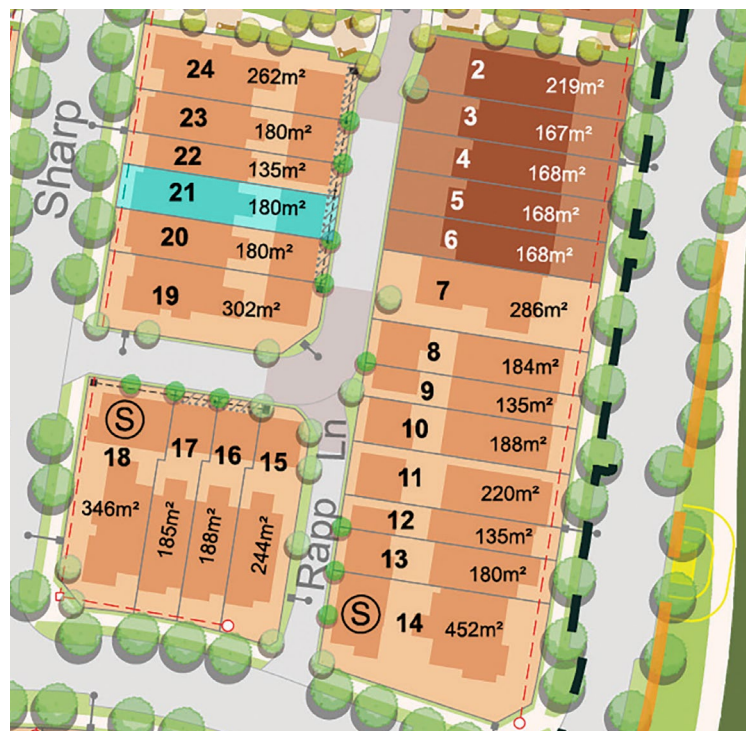 24 262m²
23 180m²
22 135m²
21 180m²
20 180m²
19 302m²
Sharp
2 219m²
3 167m²
4 168m²
5 168m²
6 168m²
7 286m²
8 184m²
9 135m²
10 188m²
11 220m²
12 135m²
13 180m²
S
14 452m²
Rapp Ln
S
18 346m²
17 185m²
16 188m²
15 244m²